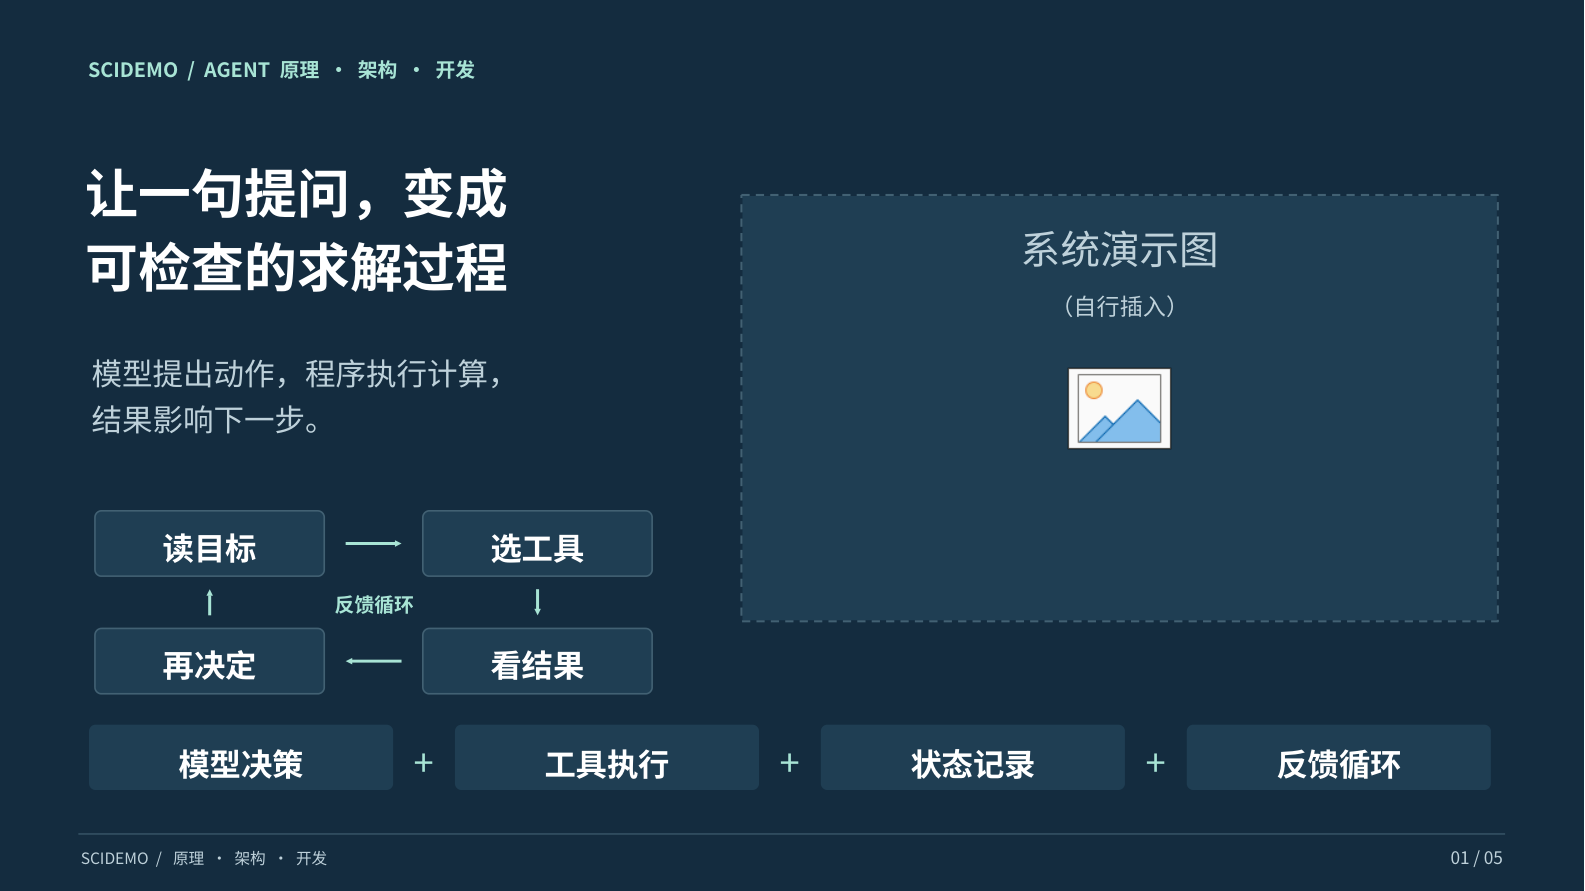 SCIDEMO / AGENT 原理 · 架构 · 开发
让一句提问，变成
可检查的求解过程
模型提出动作，程序执行计算，
结果影响下一步。
系统演示图
（自行插入）
读目标
选工具
反馈循环
再决定
看结果
模型决策 + 工具执行 + 状态记录 + 反馈循环
SCIDEMO / 原理 · 架构 · 开发
01 / 05